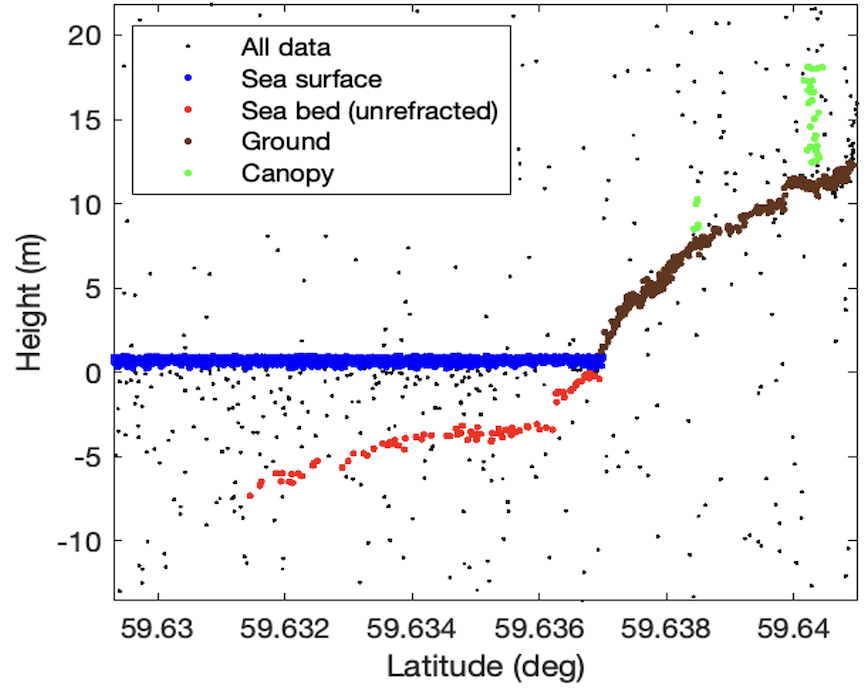 20
15
10
5
0
-5
-10
Height (m)
All data
Sea surface
Sea bed (unrefracted)
Ground
Canopy
59.63 59.632 59.634 59.636 59.638 59.64
Latitude (deg)